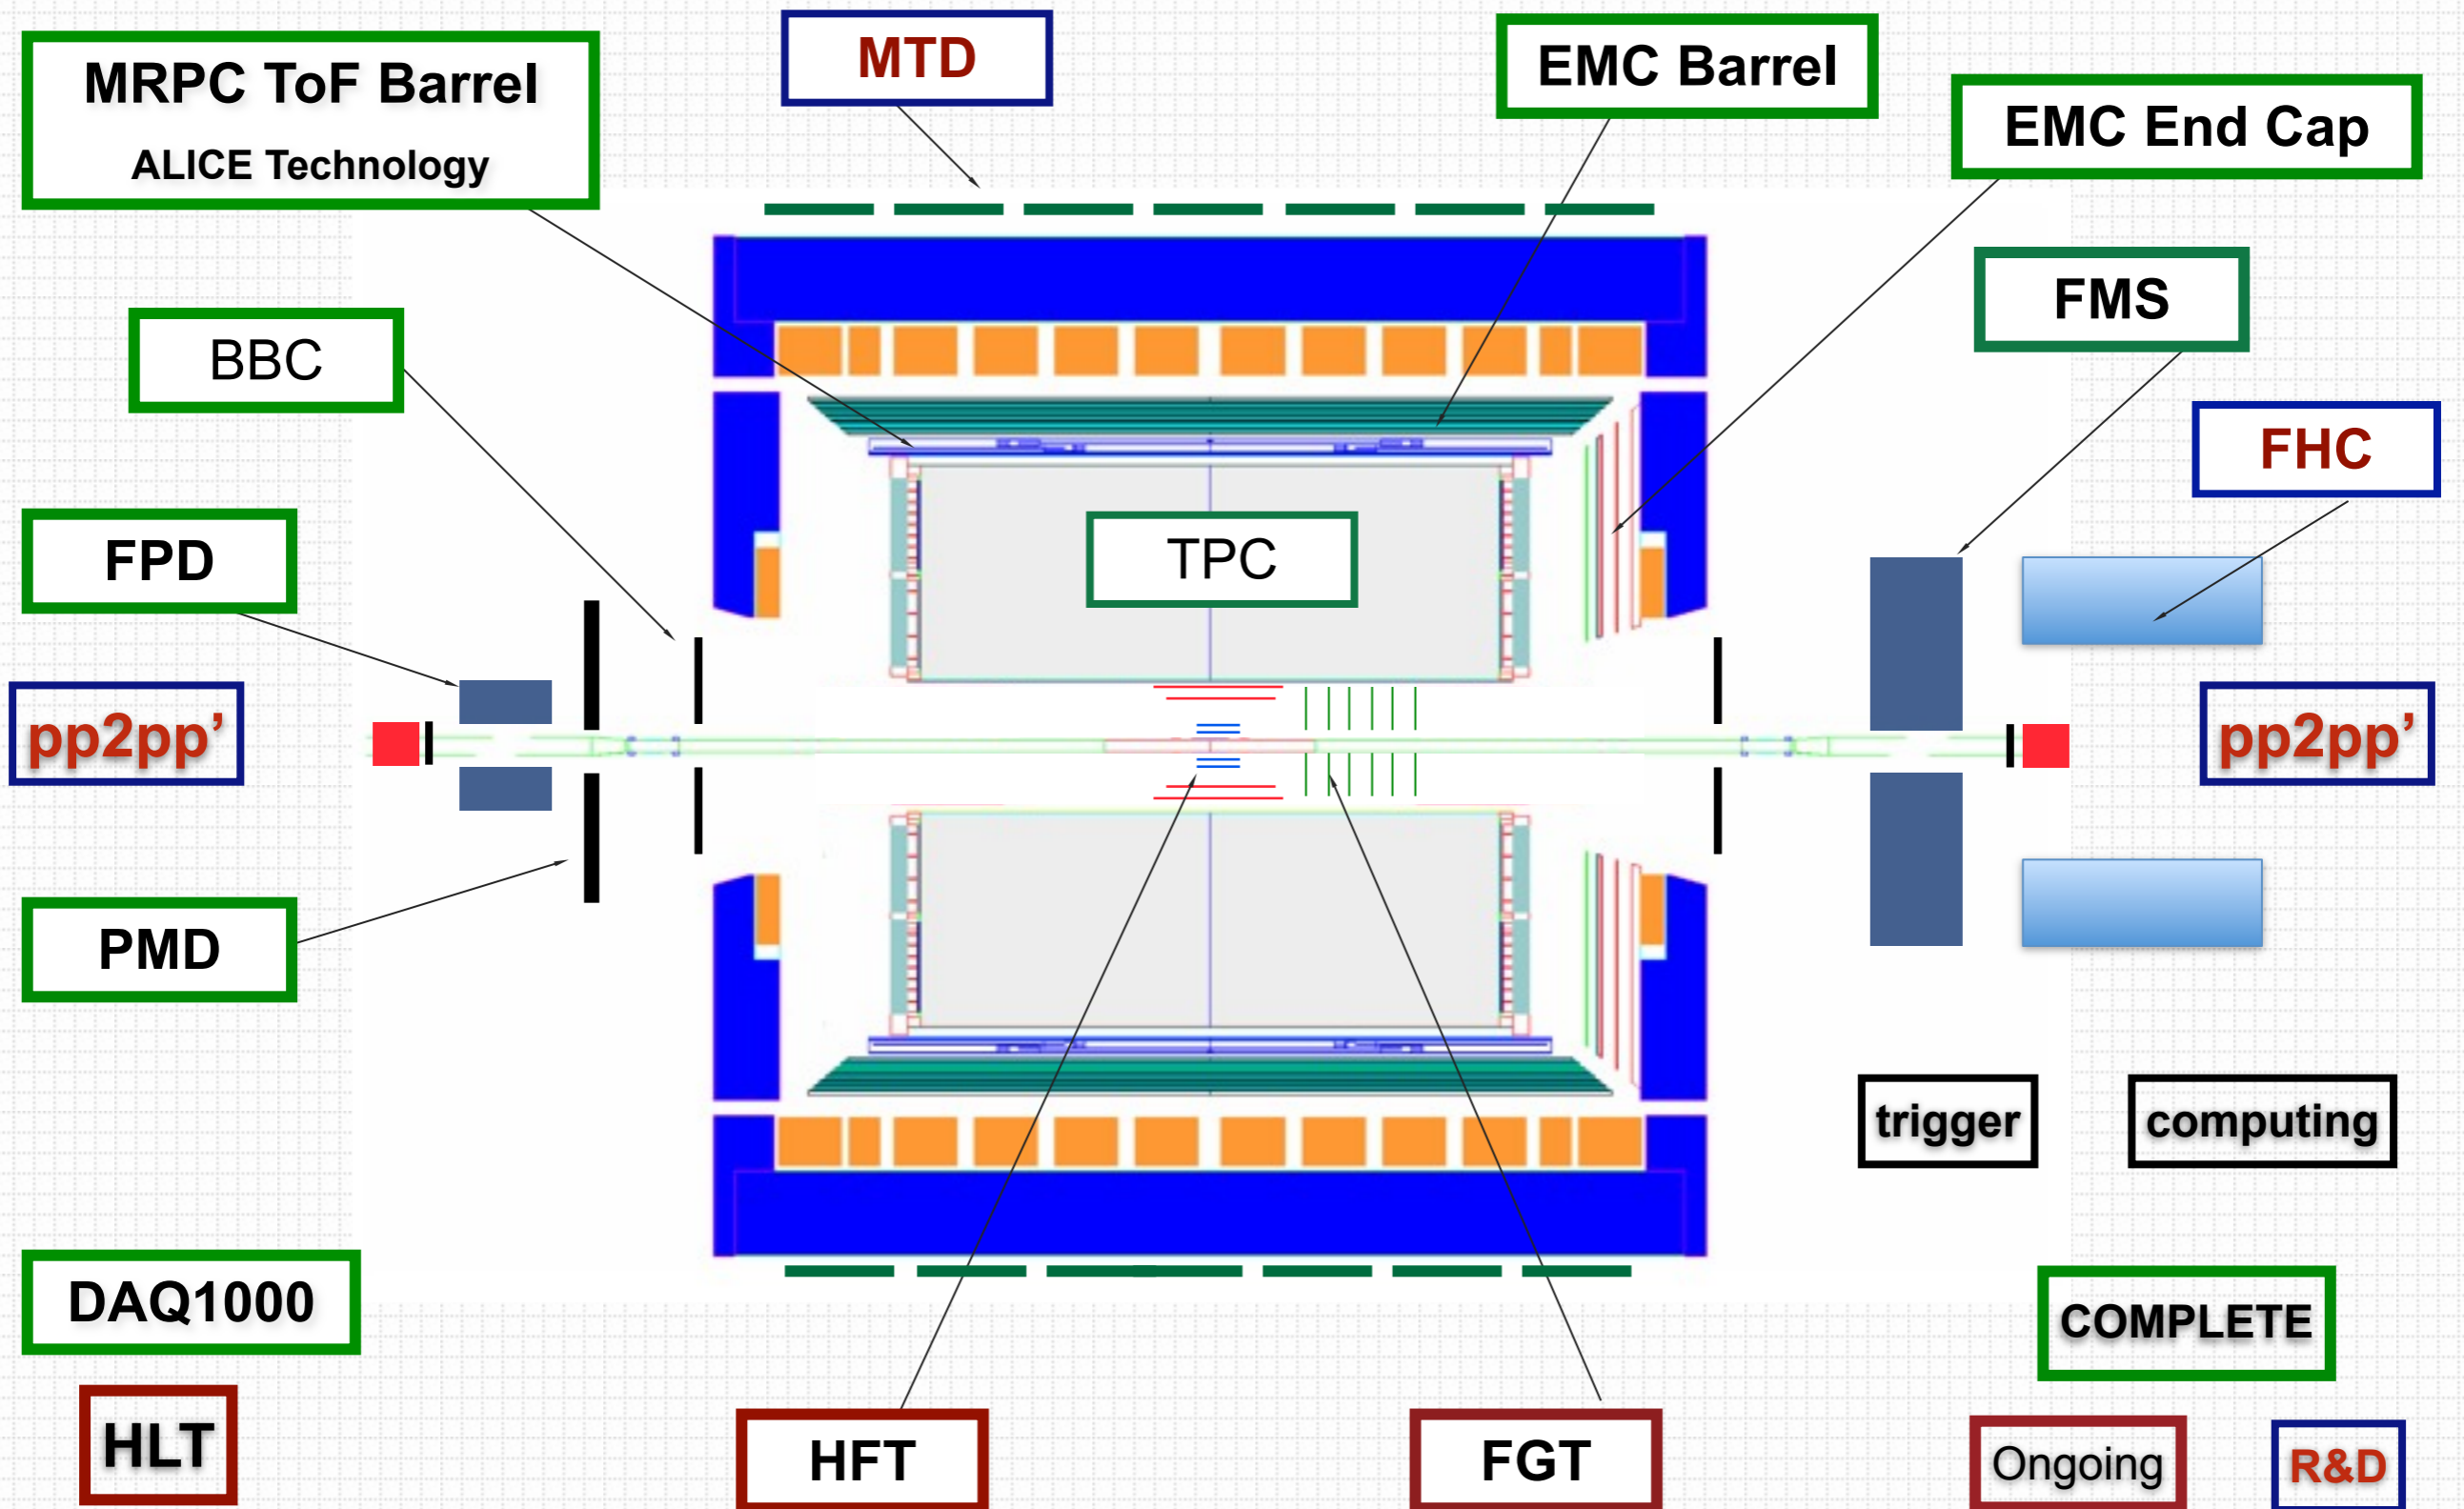 MTD
EMC Barrel
MRPC ToF Barrel
ALICE Technology
EMC End Cap
FMS
BBC
FHC
FPD
TPC
pp2pp’
pp2pp’
PMD
trigger
computing
DAQ1000
COMPLETE
HLT
HFT
FGT
Ongoing
R&D